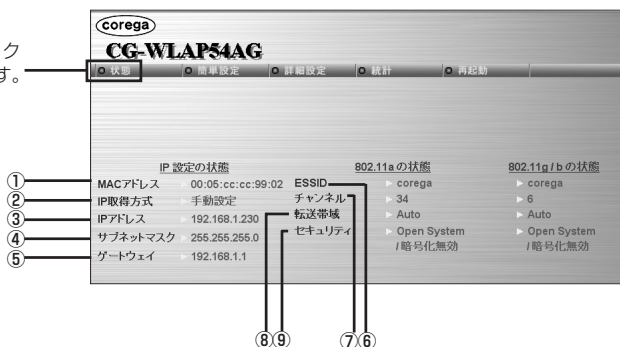 corega
CG-WLAP54AG
ク
す。
状態 簡単設定 詳細設定 統計 再起動
IP 設定の状態 802.11a の状態 802.11g / b の状態
① MACアドレス 00:05:cc:cc:99:02 ESSID corega corega
② IP取得方式 手動設定 チャンネル 34 6
③ IPアドレス 192.168.1.230 転送帯域 Auto Auto
④ サブネットマスク 255.255.255.0 セキュリティ Open System Open System
/ 暗号化無効 / 暗号化無効
⑤ ゲートウェイ 192.168.1.1
⑧ ⑨ ⑦ ⑥